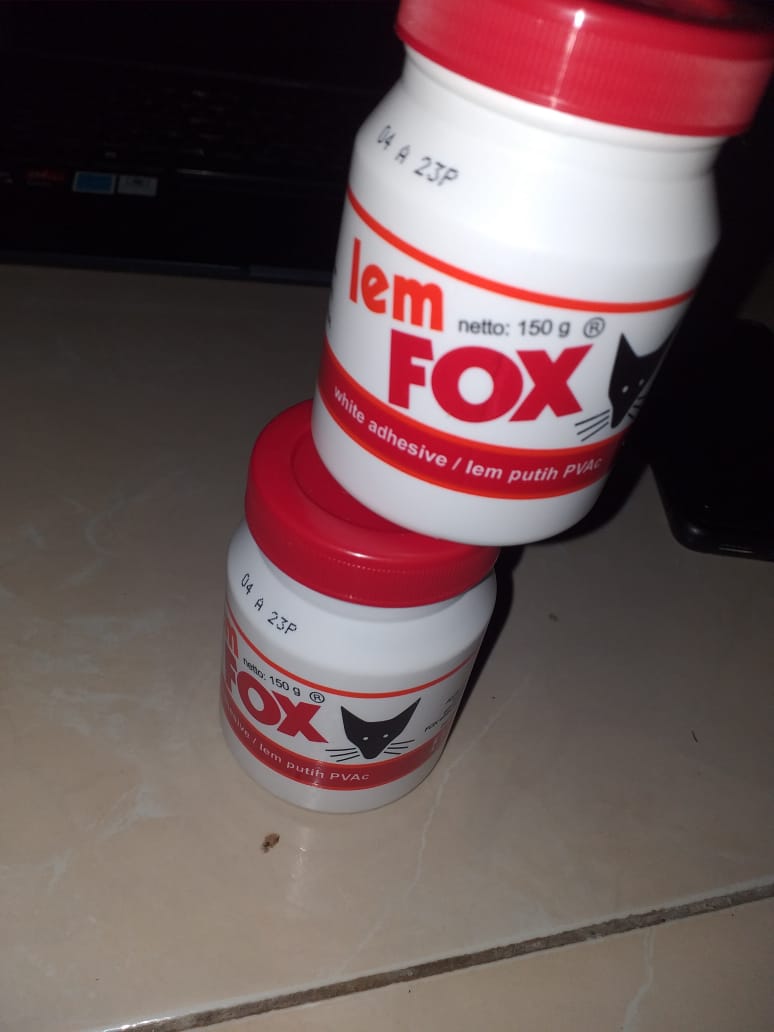 04 A 23P
lem
netto: 150 g ®
FOX
white adhesive / lem putih PVAc
04 A 23P
netto: 150 g ®
FOX
/ lem putih PVAc